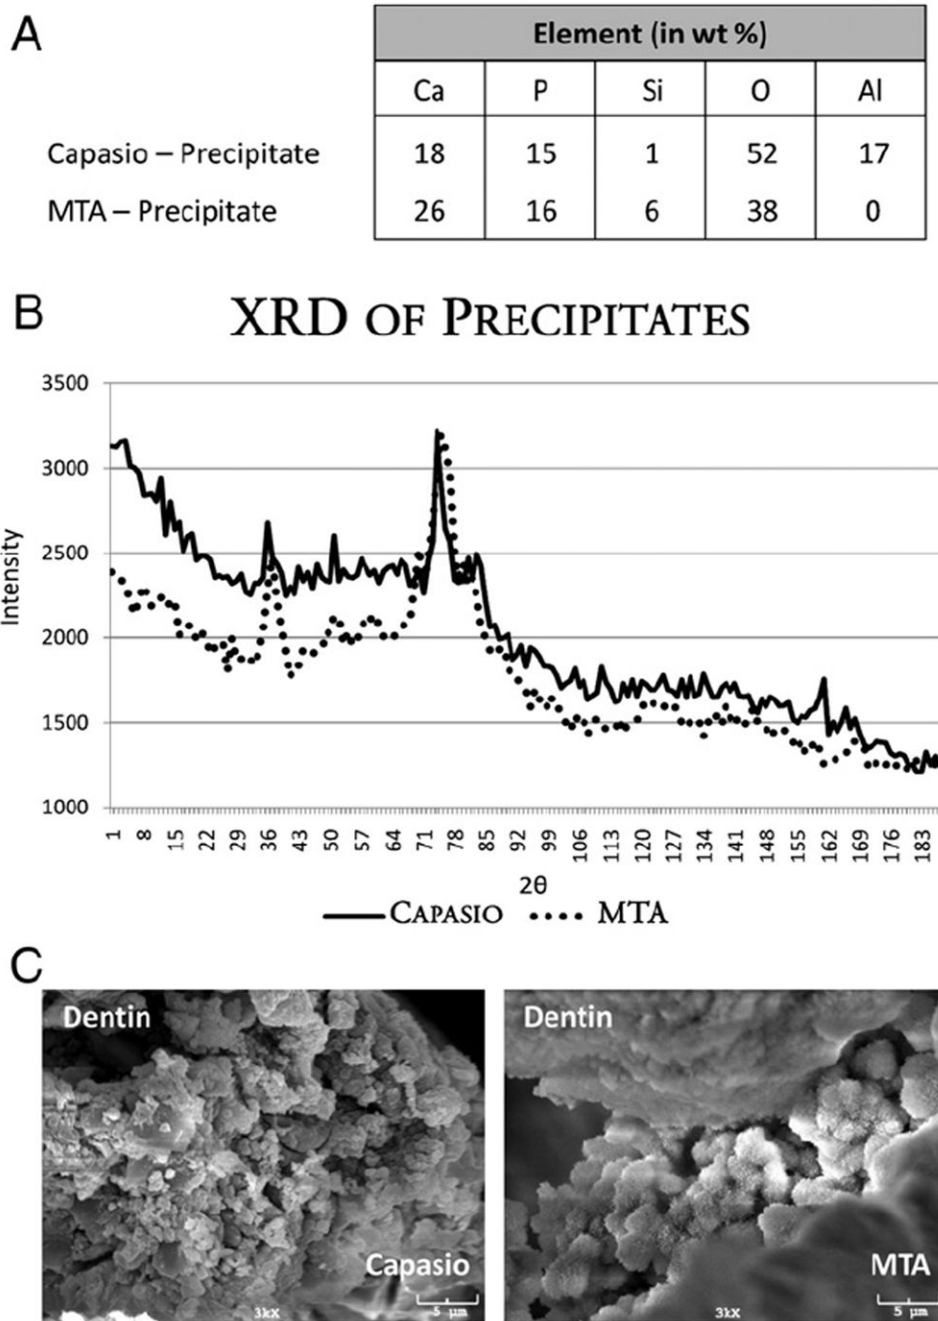 A
Element (in wt %)
Ca P Si O Al
Capasio – Precipitate 18 15 1 52 17
MTA – Precipitate 26 16 6 38 0
B
XRD OF PRECIPITATES
3500
3000
2500
2000
1500
1000
Intensity
1 8 15 22 29 36 43 50 57 64 71 78 85 92 99 106 113 120 127 134 141 148 155 162 169 176 183
2θ
CAPASIO MTA
C
Dentin
Capasio
3kX 5 μm
Dentin
MTA
3kX 5 μm